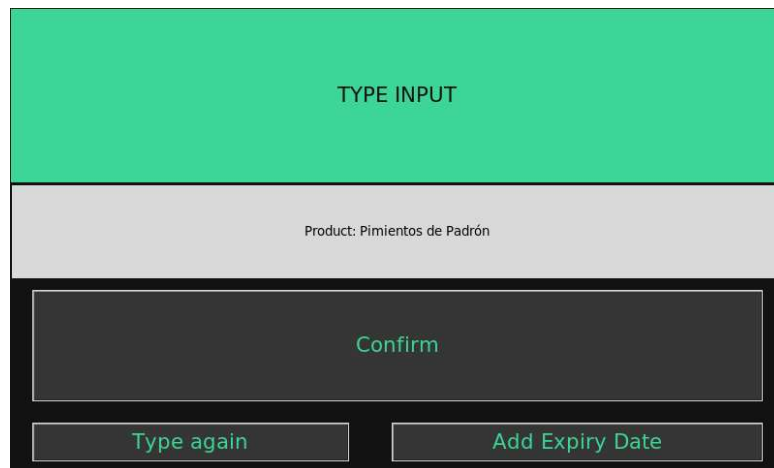 TYPE INPUT
Product: Pimientos de Padrón
Confirm
Type again
Add Expiry Date